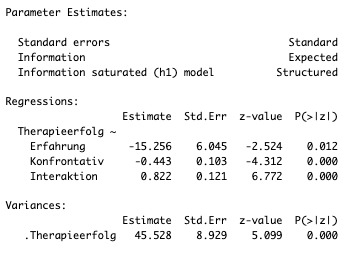 Parameter Estimates:
Standard errors Standard
Information Expected
Information saturated (h1) model Structured
Regressions:
Estimate Std.Err z-value P(>|z|)
Therapieerfolg ~
Erfahrung -15.256 6.045 -2.524 0.012
Konfrontativ -0.443 0.103 -4.312 0.000
Interaktion 0.822 0.121 6.772 0.000
Variances:
Estimate Std.Err z-value P(>|z|)
.Therapieerfolg 45.528 8.929 5.099 0.000